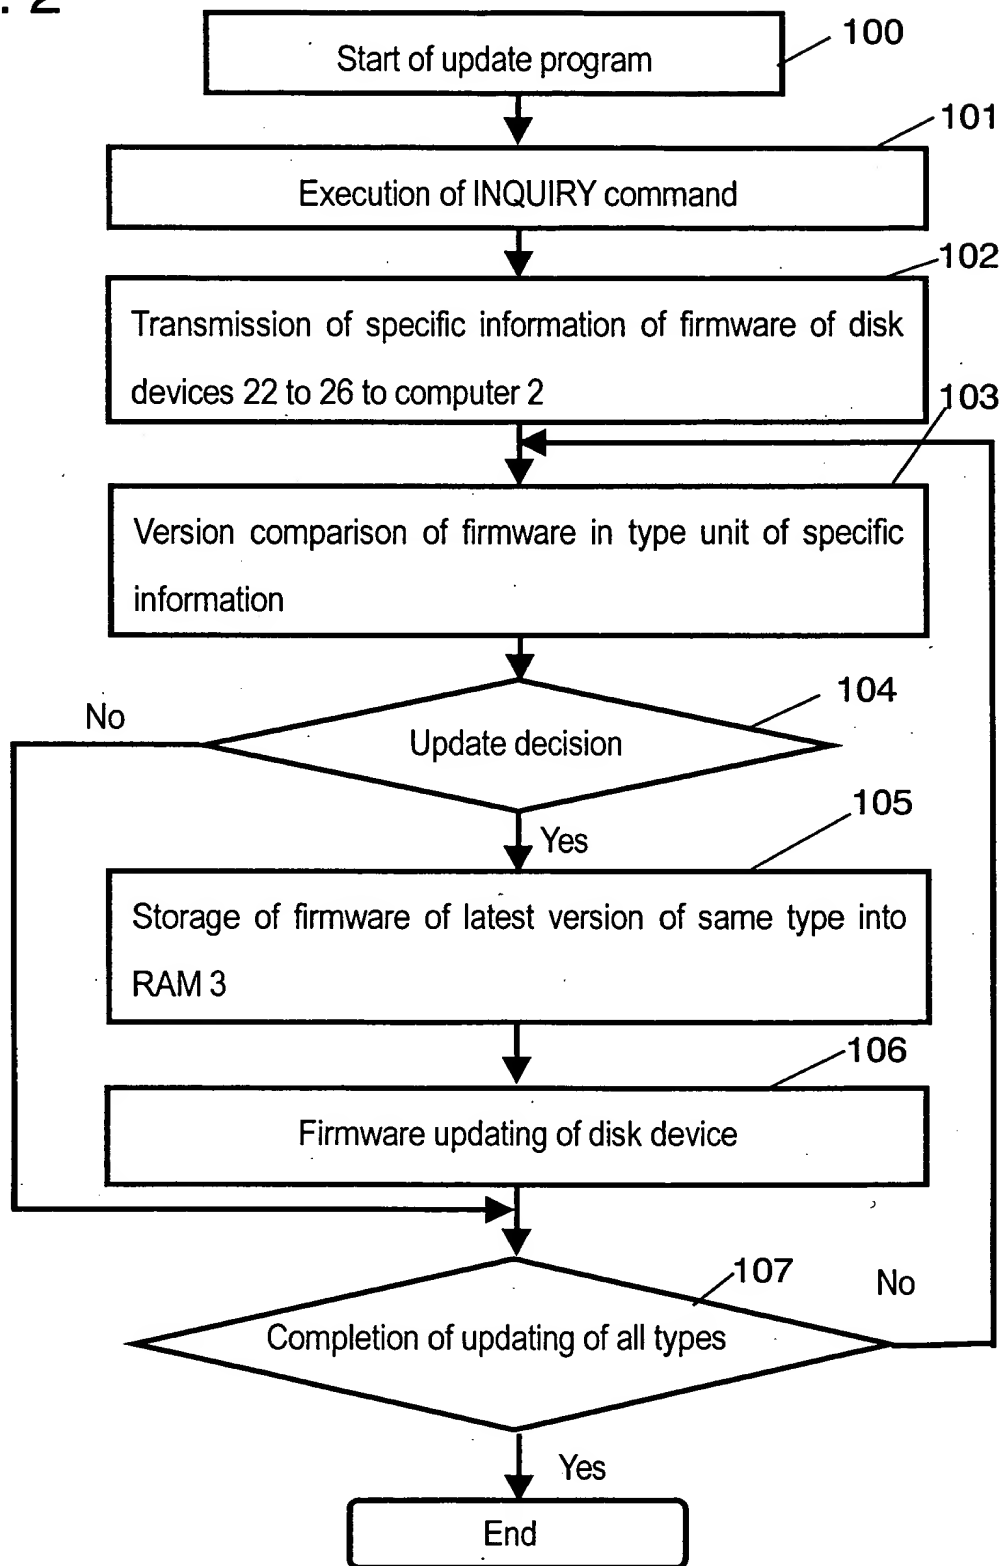 . 2
Start of update program
100
101
Execution of INQUIRY command
102
Transmission of specific information of firmware of disk
devices 22 to 26 to computer 2
103
Version comparison of firmware in type unit of specific
information
104
No
Update decision
105
Yes
Storage of firmware of latest version of same type into
RAM 3
106
Firmware updating of disk device
107
No
Completion of updating of all types
Yes
End